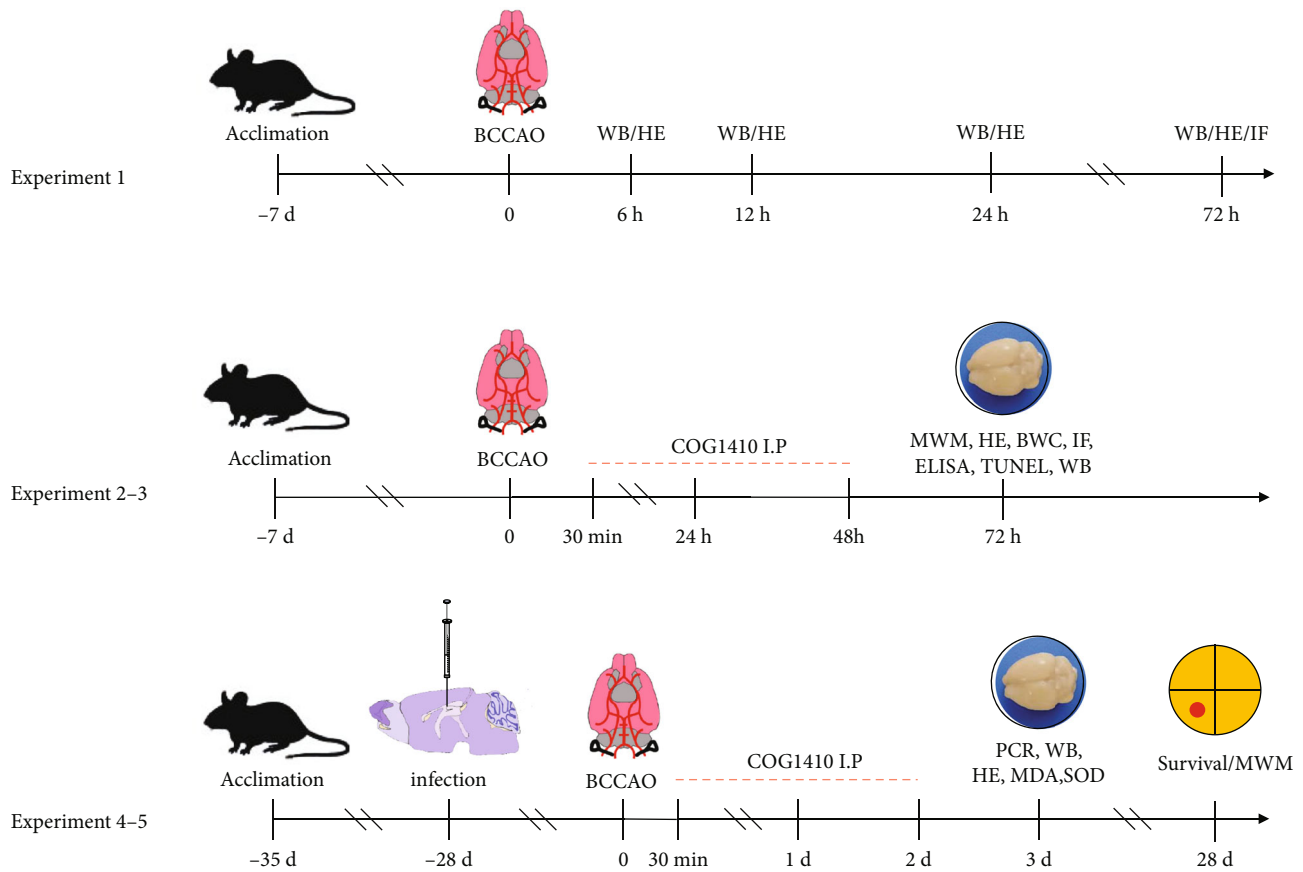 Acclimation
BCCAO
WB/HE
WB/HE
WB/HE
WB/HE/IF
Experiment 1
–7 d
0
6 h
12 h
24 h
72 h
Acclimation
BCCAO
COG1410 I.P
MWM, HE, BWC, IF,
ELISA, TUNEL, WB
Experiment 2–3
–7 d
0
30 min
24 h
48h
72 h
Acclimation
infection
BCCAO
COG1410 I.P
PCR, WB,
HE, MDA,SOD
Survival/MWM
Experiment 4–5
–35 d
–28 d
0
30 min
1 d
2 d
3 d
28 d